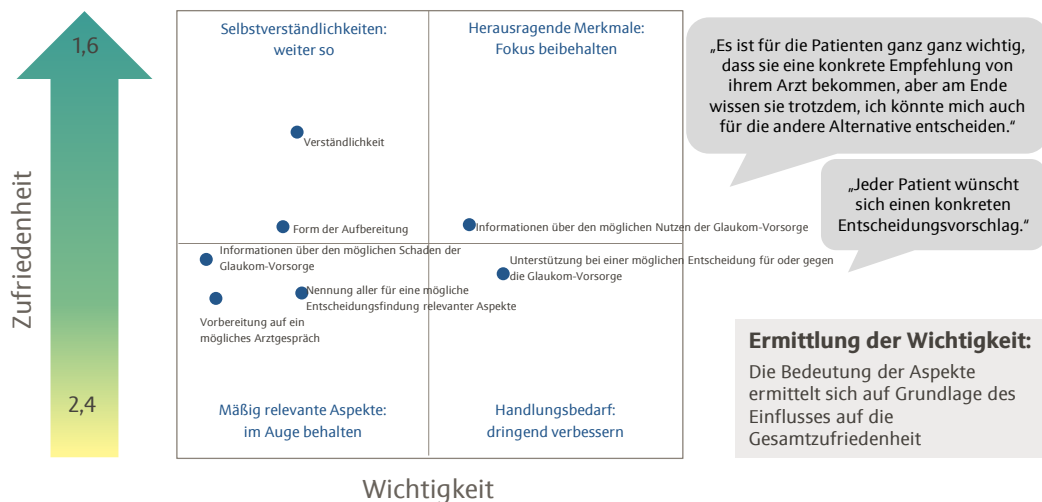 1,6
Zufriedenheit
2,4
Selbstverständlichkeiten:
weiter so
Herausragende Merkmale:
Fokus beibehalten
Verständlichkeit
Form der Aufbereitung
Informationen über den möglichen Nutzen der Glaukom-Vorsorge
Informationen über den möglichen Schaden der
Glaukom-Vorsorge
Unterstützung bei einer möglichen Entscheidung für oder gegen
die Glaukom-Vorsorge
Nennung aller für eine mögliche
Entscheidungsfindung relevanter Aspekte
Vorbereitung auf ein
mögliches Arztgespräch
Mäßig relevante Aspekte:
im Auge behalten
Handlungsbedarf:
dringend verbessern
Wichtigkeit
„Es ist für die Patienten ganz ganz wichtig,
dass sie eine konkrete Empfehlung von
ihrem Arzt bekommen, aber am Ende
wissen sie trotzdem, ich könnte mich auch
für die andere Alternative entscheiden.“
„Jeder Patient wünscht
sich einen konkreten
Entscheidungsvorschlag.“
Ermittlung der Wichtigkeit:
Die Bedeutung der Aspekte
ermittelt sich auf Grundlage des
Einflusses auf die
Gesamtzufriedenheit